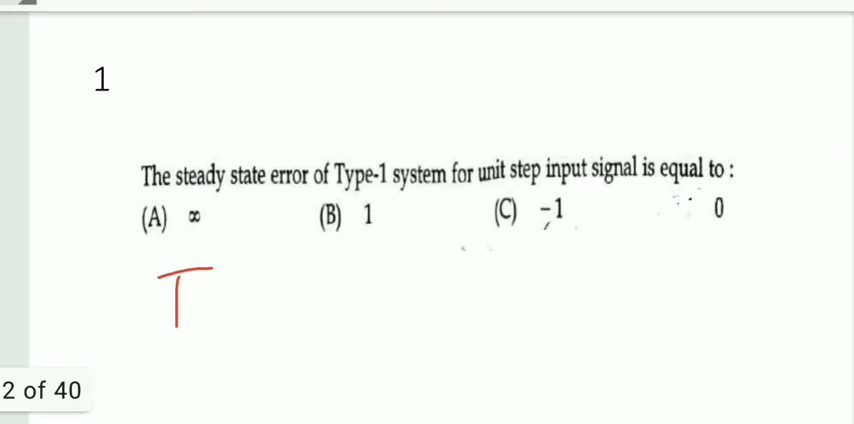 1
The steady state error of Type-1 system for unit step input signal is equal to :
(A) ∞ (B) 1 (C) -1 0
T
2 of 40